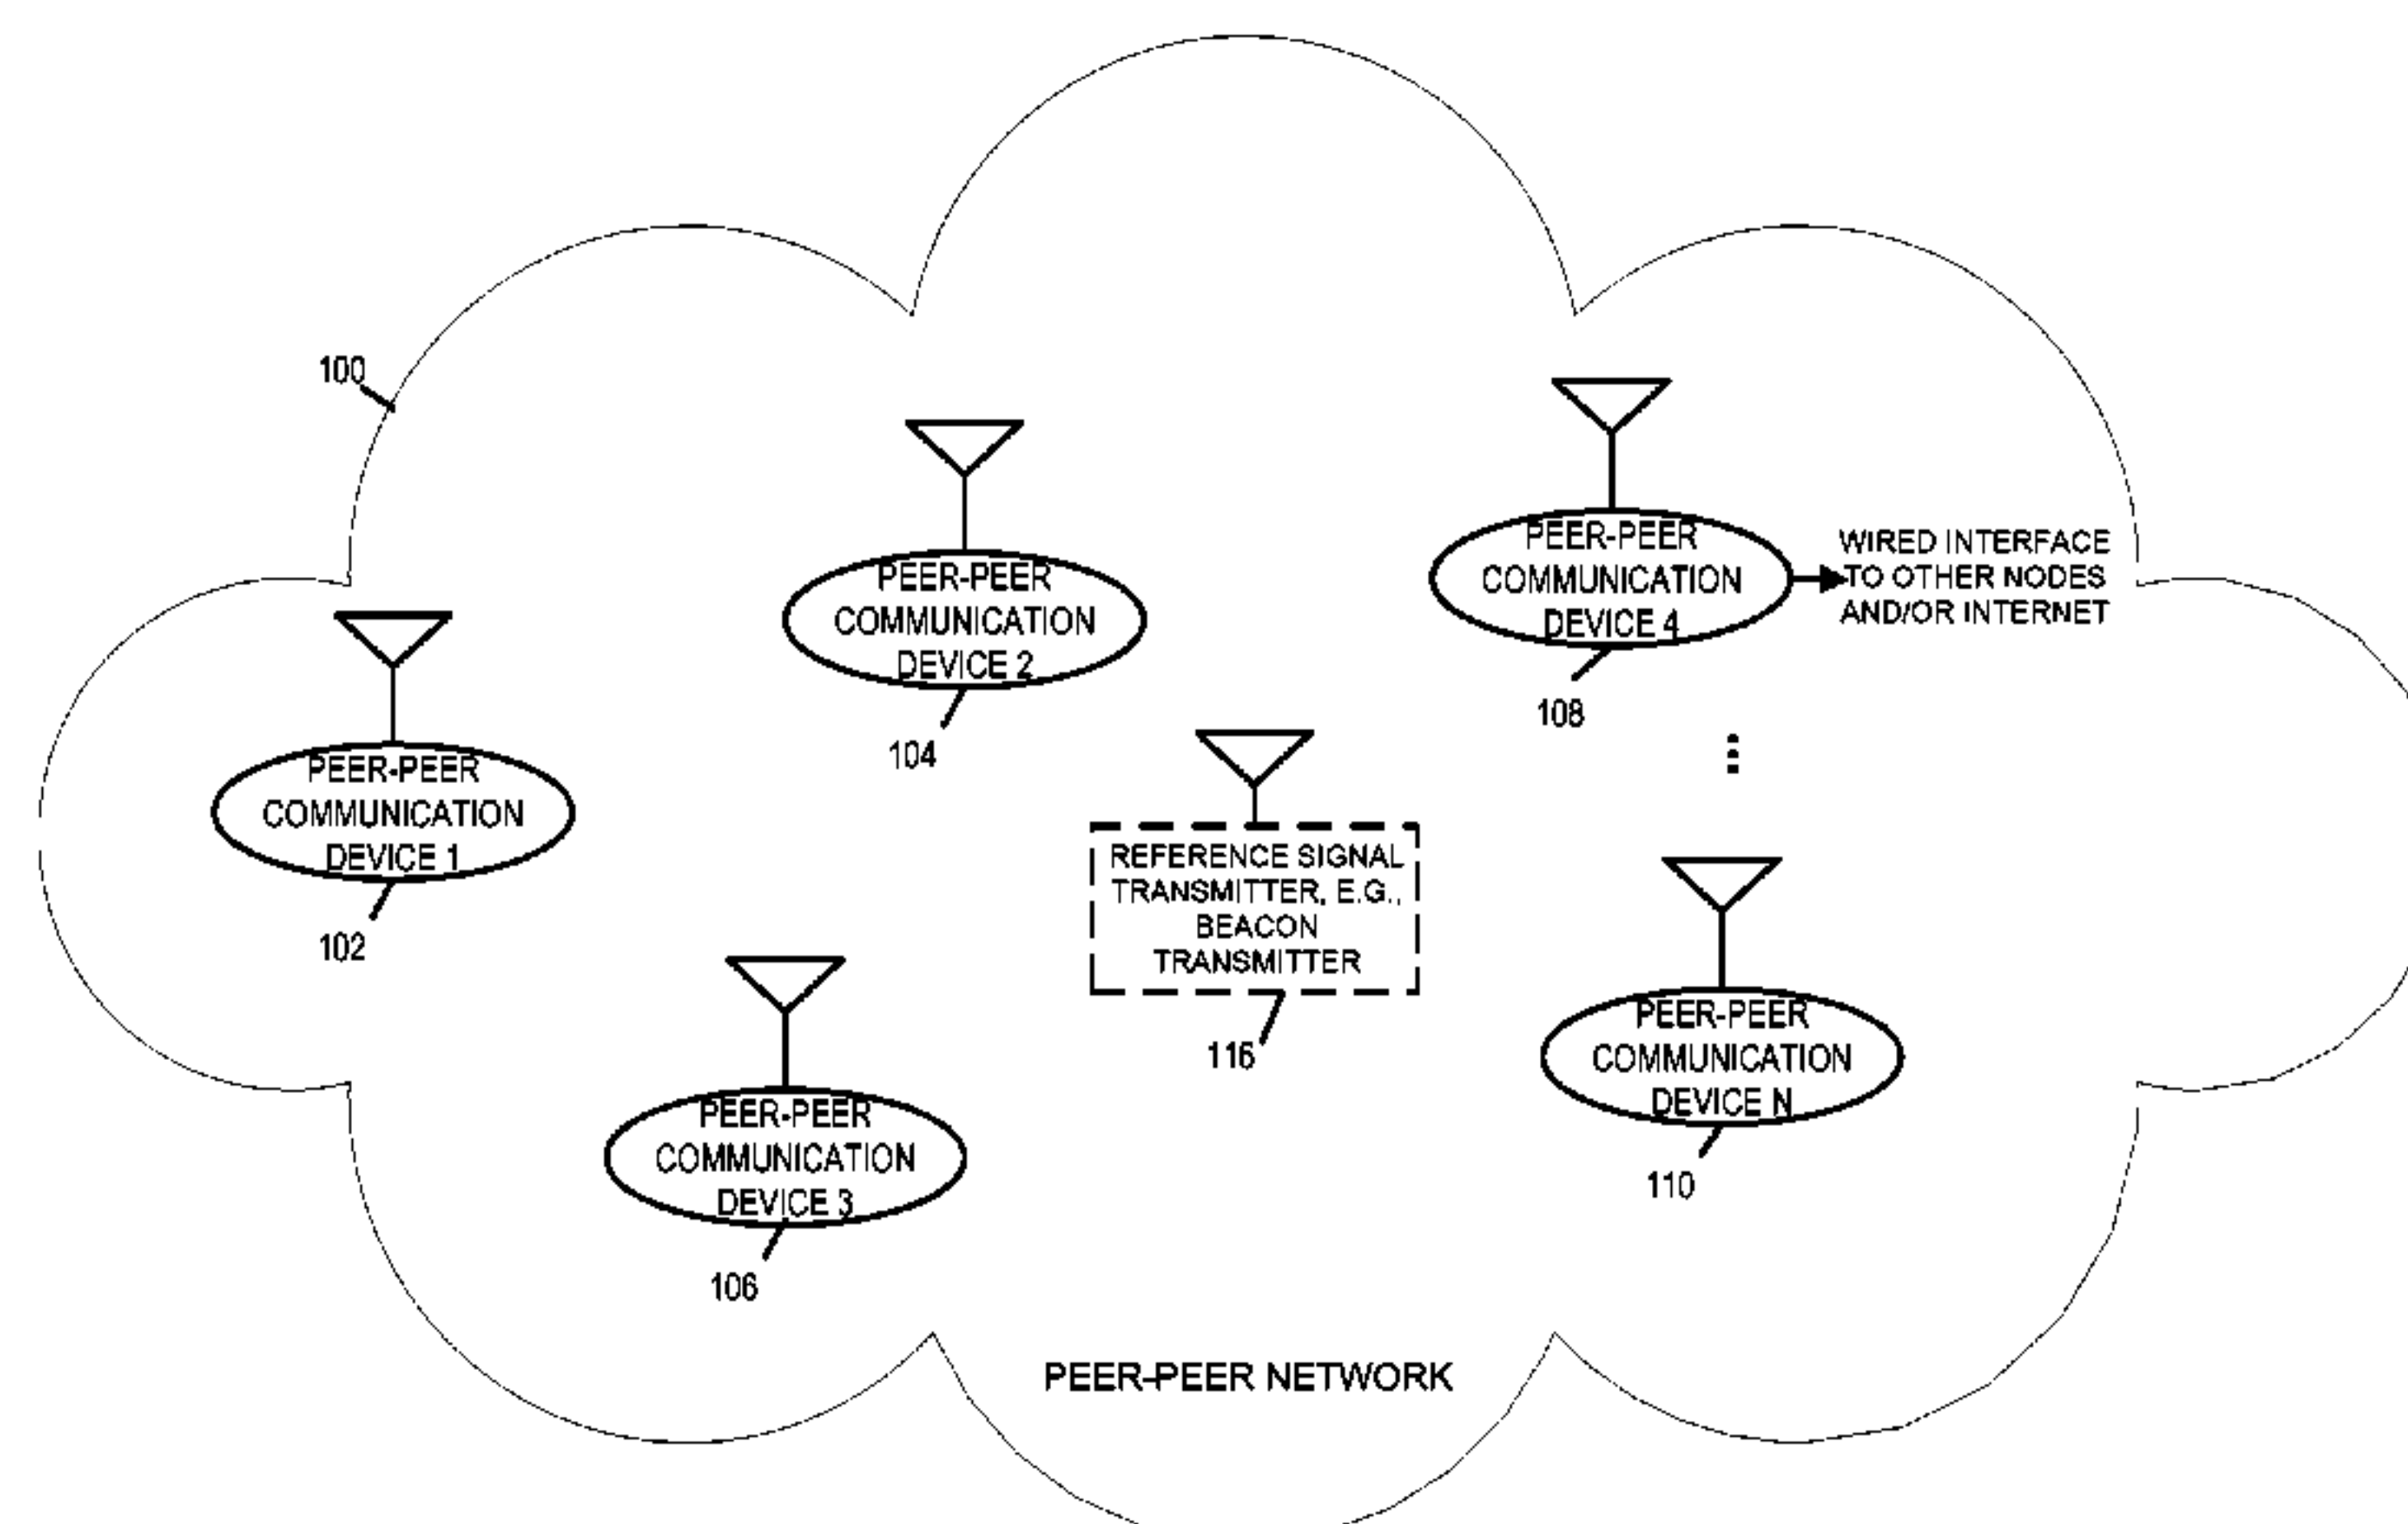 100
PEER-PEER
COMMUNICATION
DEVICE 1
102
PEER-PEER
COMMUNICATION
DEVICE 2
104
PEER-PEER
COMMUNICATION
DEVICE 4
108
WIRED INTERFACE
TO OTHER NODES
AND/OR INTERNET
REFERENCE SIGNAL
TRANSMITTER, E.G.,
BEACON
TRANSMITTER
116
PEER-PEER
COMMUNICATION
DEVICE 3
106
PEER-PEER
COMMUNICATION
DEVICE N
110
PEER-PEER NETWORK